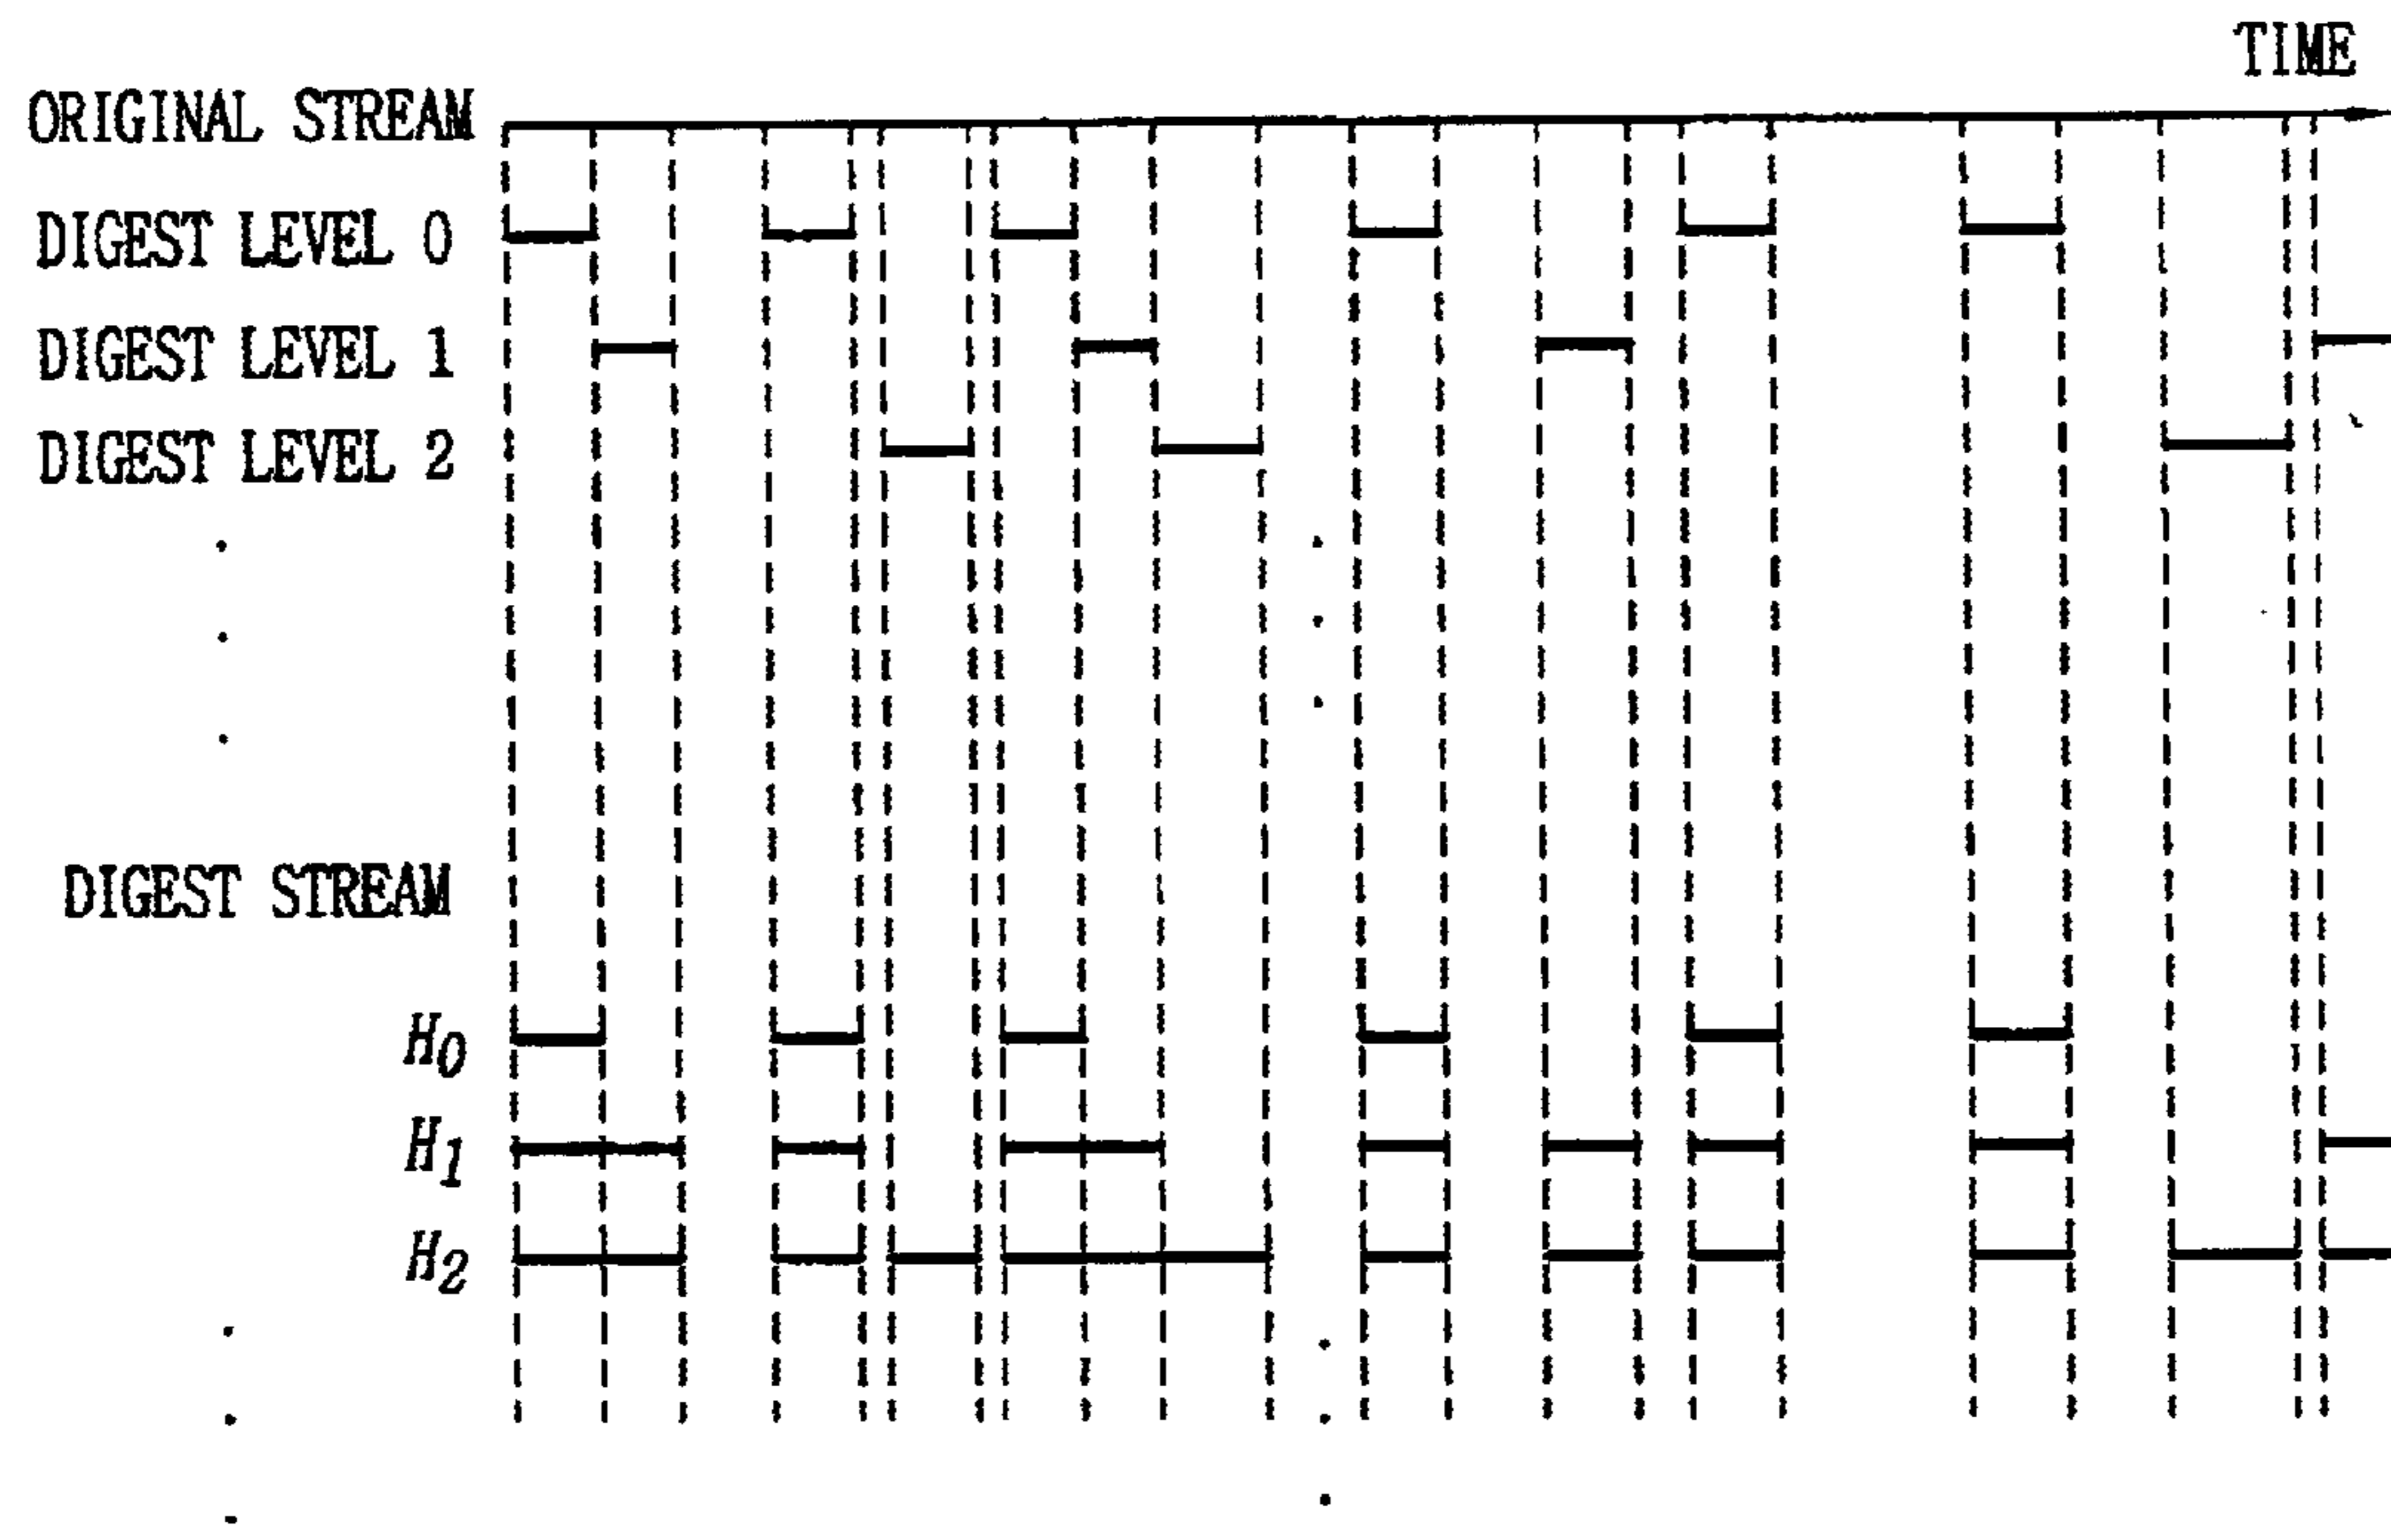 TIME
ORIGINAL STREAM
DIGEST LEVEL 0
DIGEST LEVEL 1
DIGEST LEVEL 2
DIGEST STREAM
H0
H1
H2